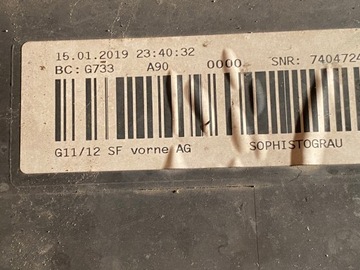 15.01.2019 23:40:32
BC: G733 A90 0000 SNR: 7404724
G11/12 SF vorne AG SOPHISTOGRAU